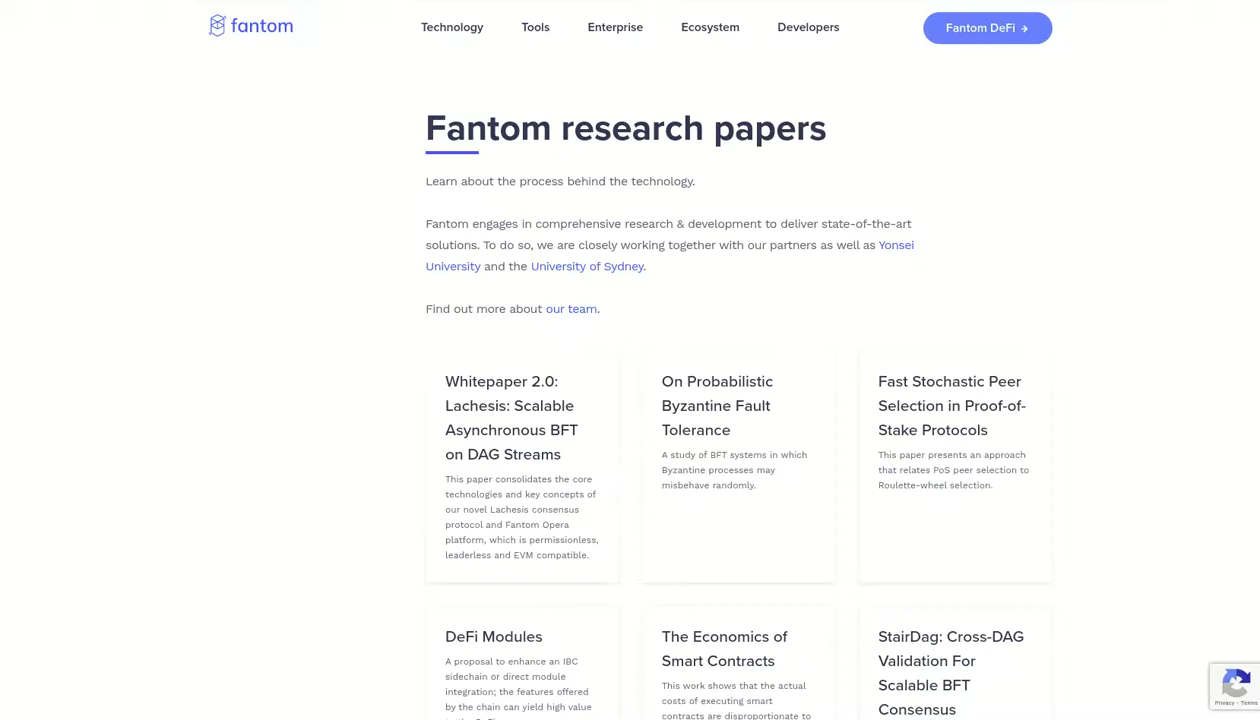 fantom
Technology
Tools
Enterprise
Ecosystem
Developers
Fantom DeFi →
Fantom research papers
Learn about the process behind the technology.
Fantom engages in comprehensive research & development to deliver state-of-the-art
solutions. To do so, we are closely working together with our partners as well as Yonsei
University and the University of Sydney.
Find out more about our team.
Whitepaper 2.0:
Lachesis: Scalable
Asynchronous BFT
on DAG Streams
This paper consolidates the core
technologies and key concepts of
our novel Lachesis consensus
protocol and Fantom Opera
platform, which is permissionless,
leaderless and EVM compatible.
On Probabilistic
Byzantine Fault
Tolerance
A study of BFT systems in which
Byzantine processes may
misbehave randomly.
Fast Stochastic Peer
Selection in Proof-of-
Stake Protocols
This paper presents an approach
that relates PoS peer selection to
Roulette-wheel selection.
DeFi Modules
A proposal to enhance an IBC
sidechain or direct module
integration; the features offered
by the chain can yield high value
The Economics of
Smart Contracts
This work shows that the actual
costs of executing smart
contracts are disproportionate to
StairDag: Cross-DAG
Validation For
Scalable BFT
Consensus
Privacy - Terms